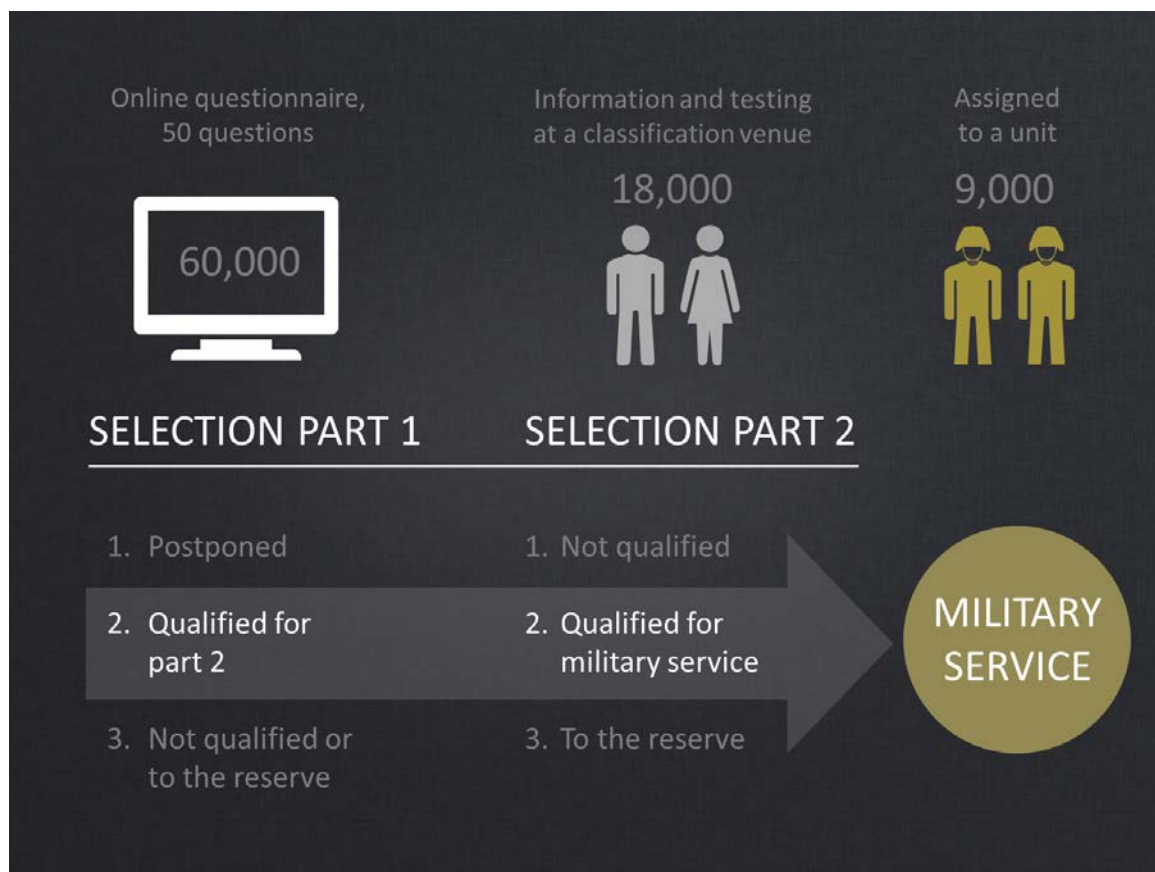 Online questionnaire,
50 questions
60,000
Information and testing
at a classification venue
18,000
Assigned
to a unit
9,000
SELECTION PART 1
SELECTION PART 2
1. Postponed
2. Qualified for
part 2
3. Not qualified or
to the reserve
1. Not qualified
2. Qualified for
military service
3. To the reserve
MILITARY
SERVICE